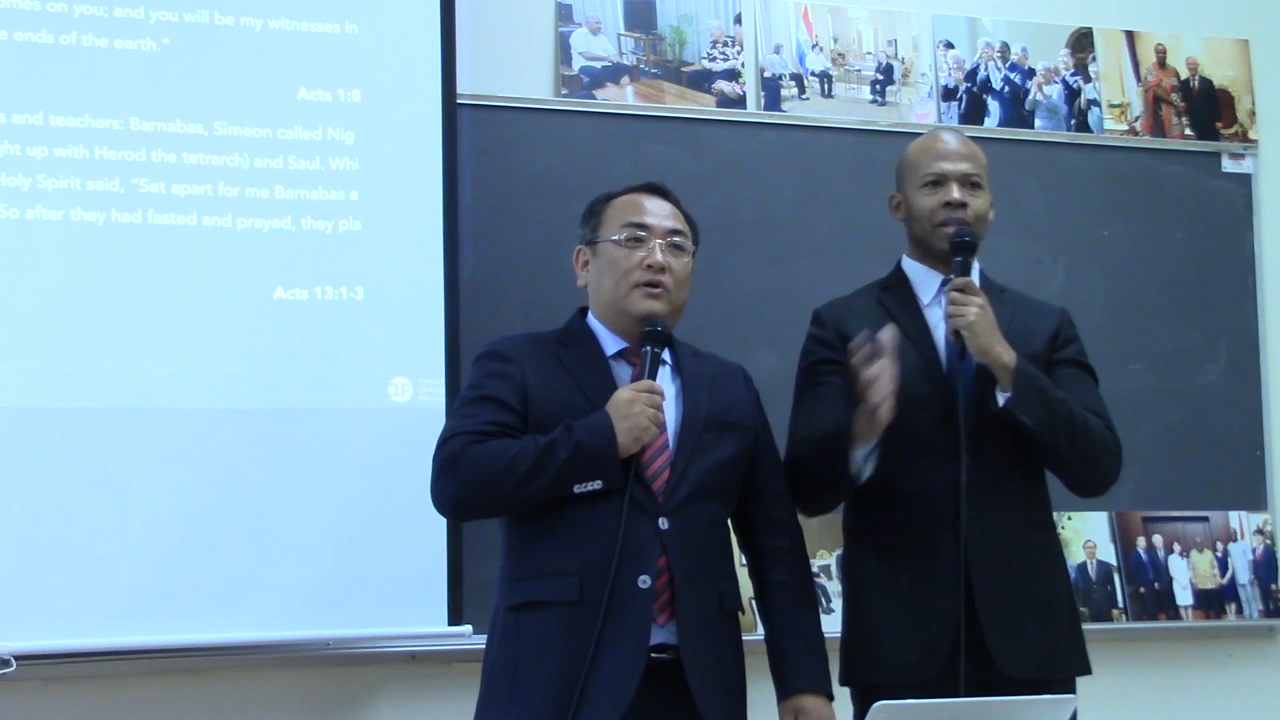 omes on you; and you will be my witnesses in
e ends of the earth."
Acts 1:8
s and teachers: Barnabas, Simeon called Nig
ght up with Herod the tetrarch) and Saul. Whi
Holy Spirit said, "Set apart for me Barnabas a
So after they had fasted and prayed, they pla
Acts 13:1-3